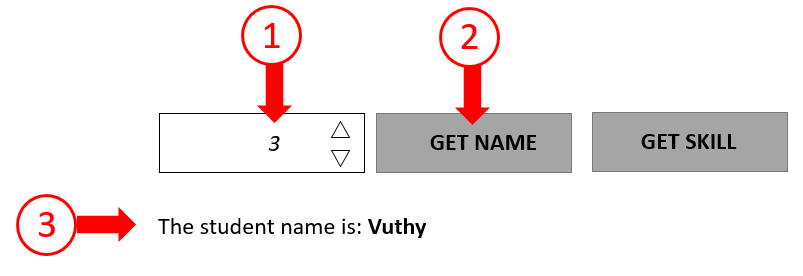 1 2
3 GET NAME GET SKILL
3 The student name is: Vuthy